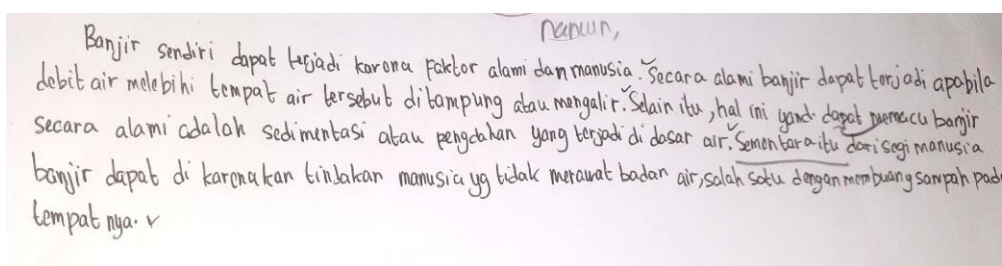 namun,
Banjir sendiri dapat terjadi karona faktor alami dan manusia. Secara alami banjir dapat terjadi apabila
debit air melebihi tempat air tersebut ditampung atau mengalir. Selain itu, hal ini yang dapat memacu banjir
secara alami adalah sedimentasi atau pengdahan yang terjadi di dasar air. Sementara itu dari segi manusia
banjir dapat di karenakan tindakan manusia yg tidak merawat badan air, salah satu dengan membuang sampah pada
tempat nya.